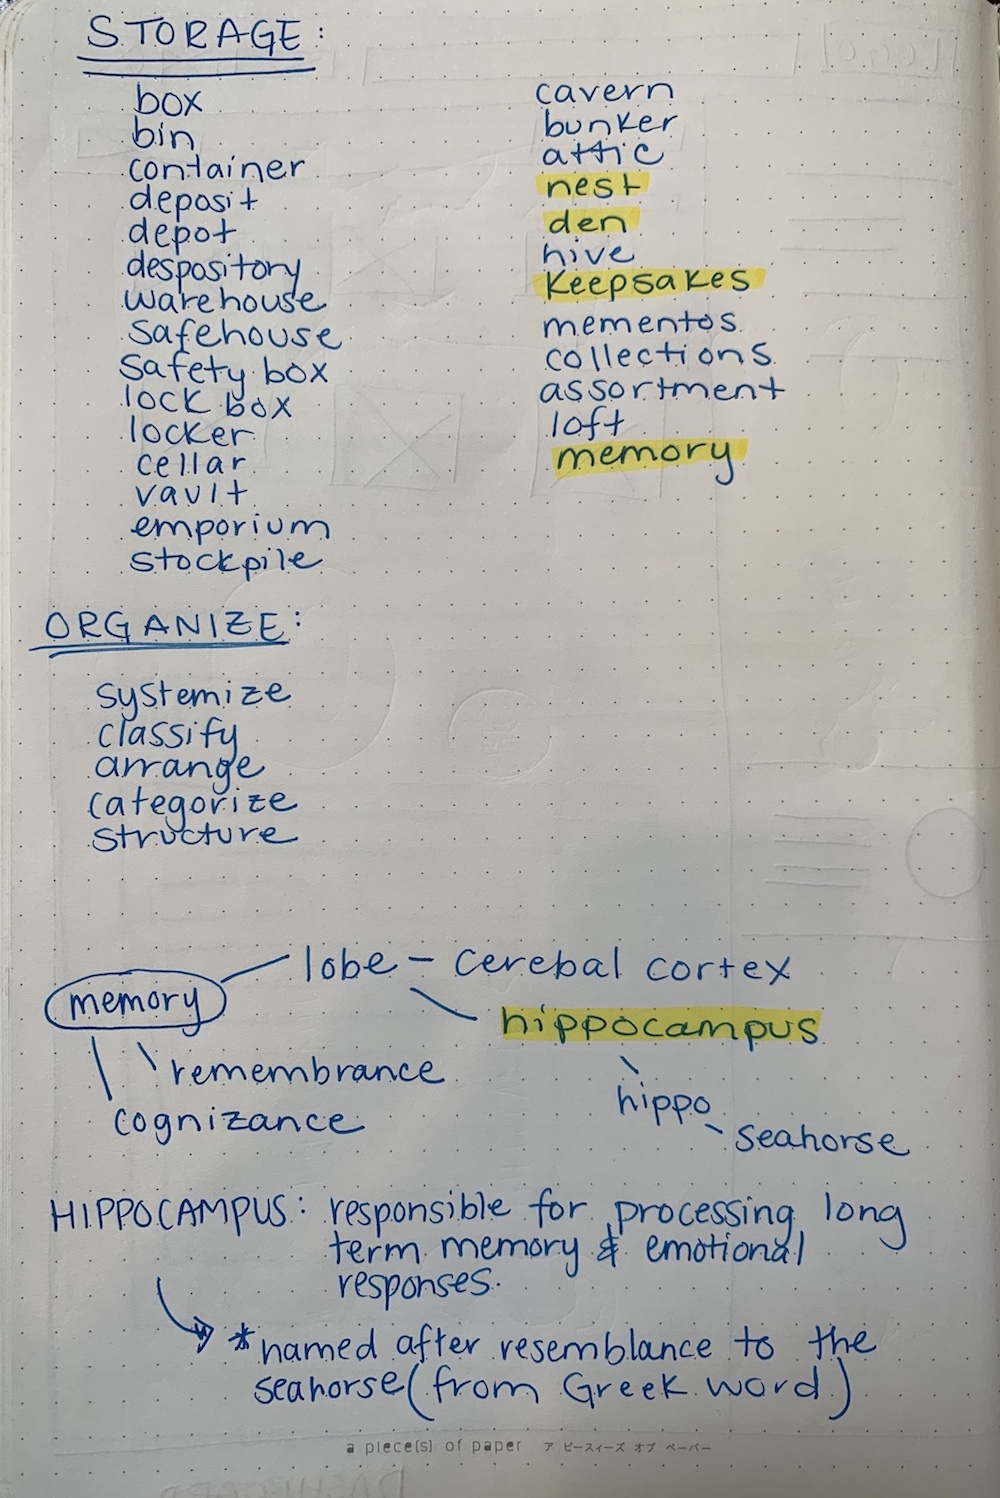 STORAGE:
box
bin
container
deposit
depot
despository
warehouse
safehouse
safety box
lock box
locker
cellar
vault
emporium
stockpile
cavern
bunker
attic
nest
den
hive
keepsakes
mementos
collections
assortment
loft
memory
ORGANIZE:
systemize
classify
arrange
categorize
structure
memory
lobe - cerebal cortex
hippocampus
remembrance
cognizance
hippo
seahorse
HIPPOCAMPUS: responsible for processing long
term memory & emotional
responses.
*named after resemblance to the
seahorse (from Greek word)
a piece(s) of paper ア ピースィーズ オブ ペーパー